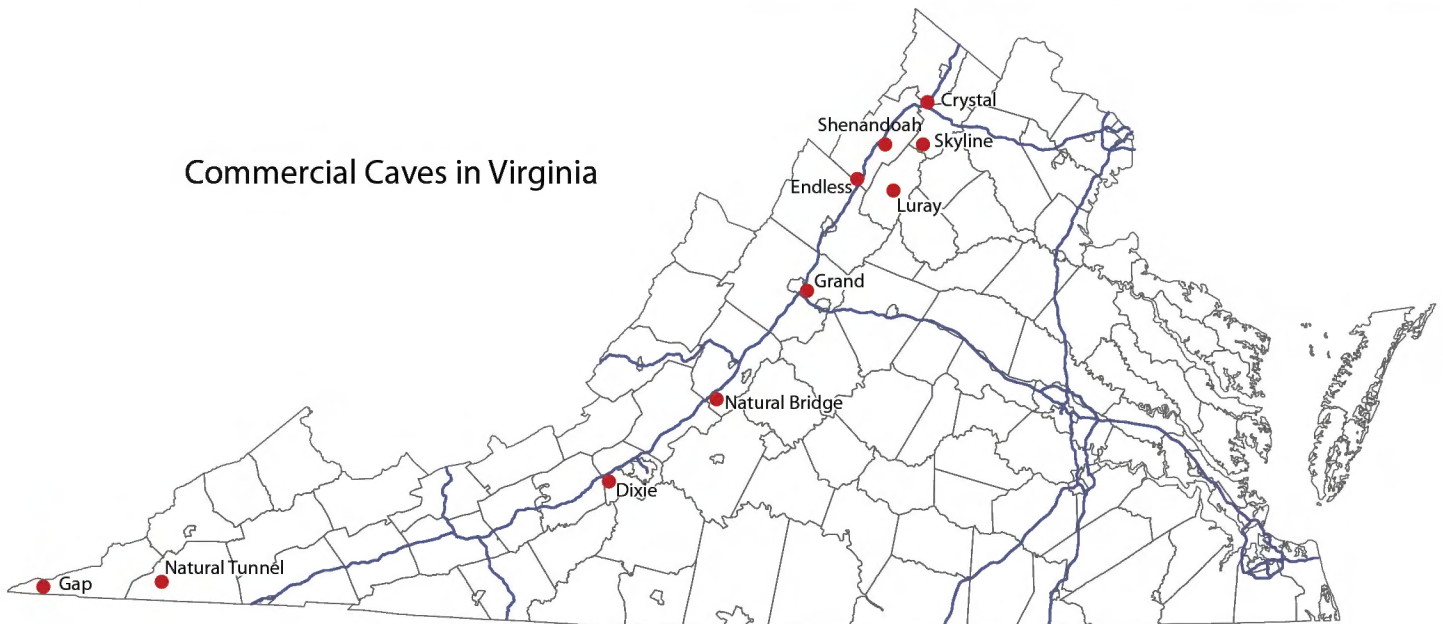 Commercial Caves in Virginia
Crystal
Shenandoah
Skyline
Endless
Luray
Grand
Natural Bridge
Dixie
Natural Tunnel
Gap